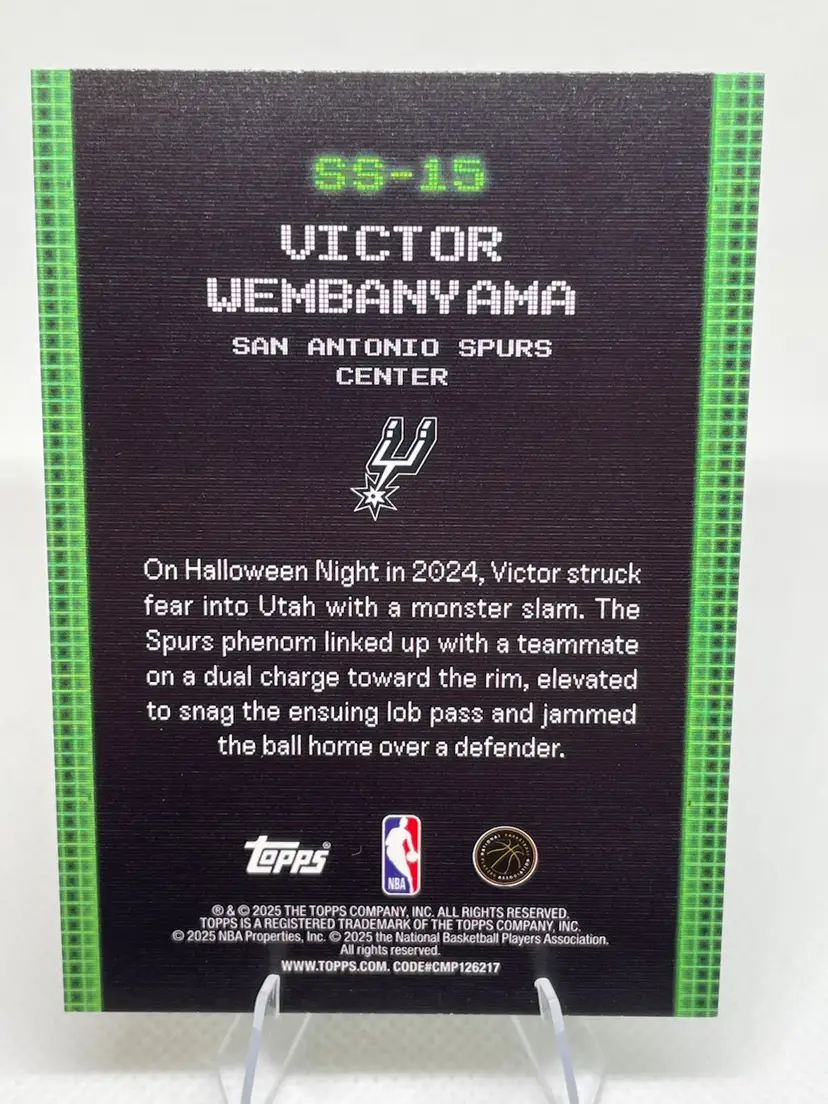 SS-15
VICTOR
WEMBANYAMA
SAN ANTONIO SPURS
CENTER
On Halloween Night in 2024, Victor struck
fear into Utah with a monster slam. The
Spurs phenom linked up with a teammate
on a dual charge toward the rim, elevated
to snag the ensuing lob pass and jammed
the ball home over a defender.
topps®
NBA
® & © 2025 THE TOPPS COMPANY, INC. ALL RIGHTS RESERVED.
TOPPS IS A REGISTERED TRADEMARK OF THE TOPPS COMPANY, INC.
© 2025 NBA Properties, Inc. © 2025 the National Basketball Players Association.
All rights reserved.
WWW.TOPPS.COM. CODE#CMP126217